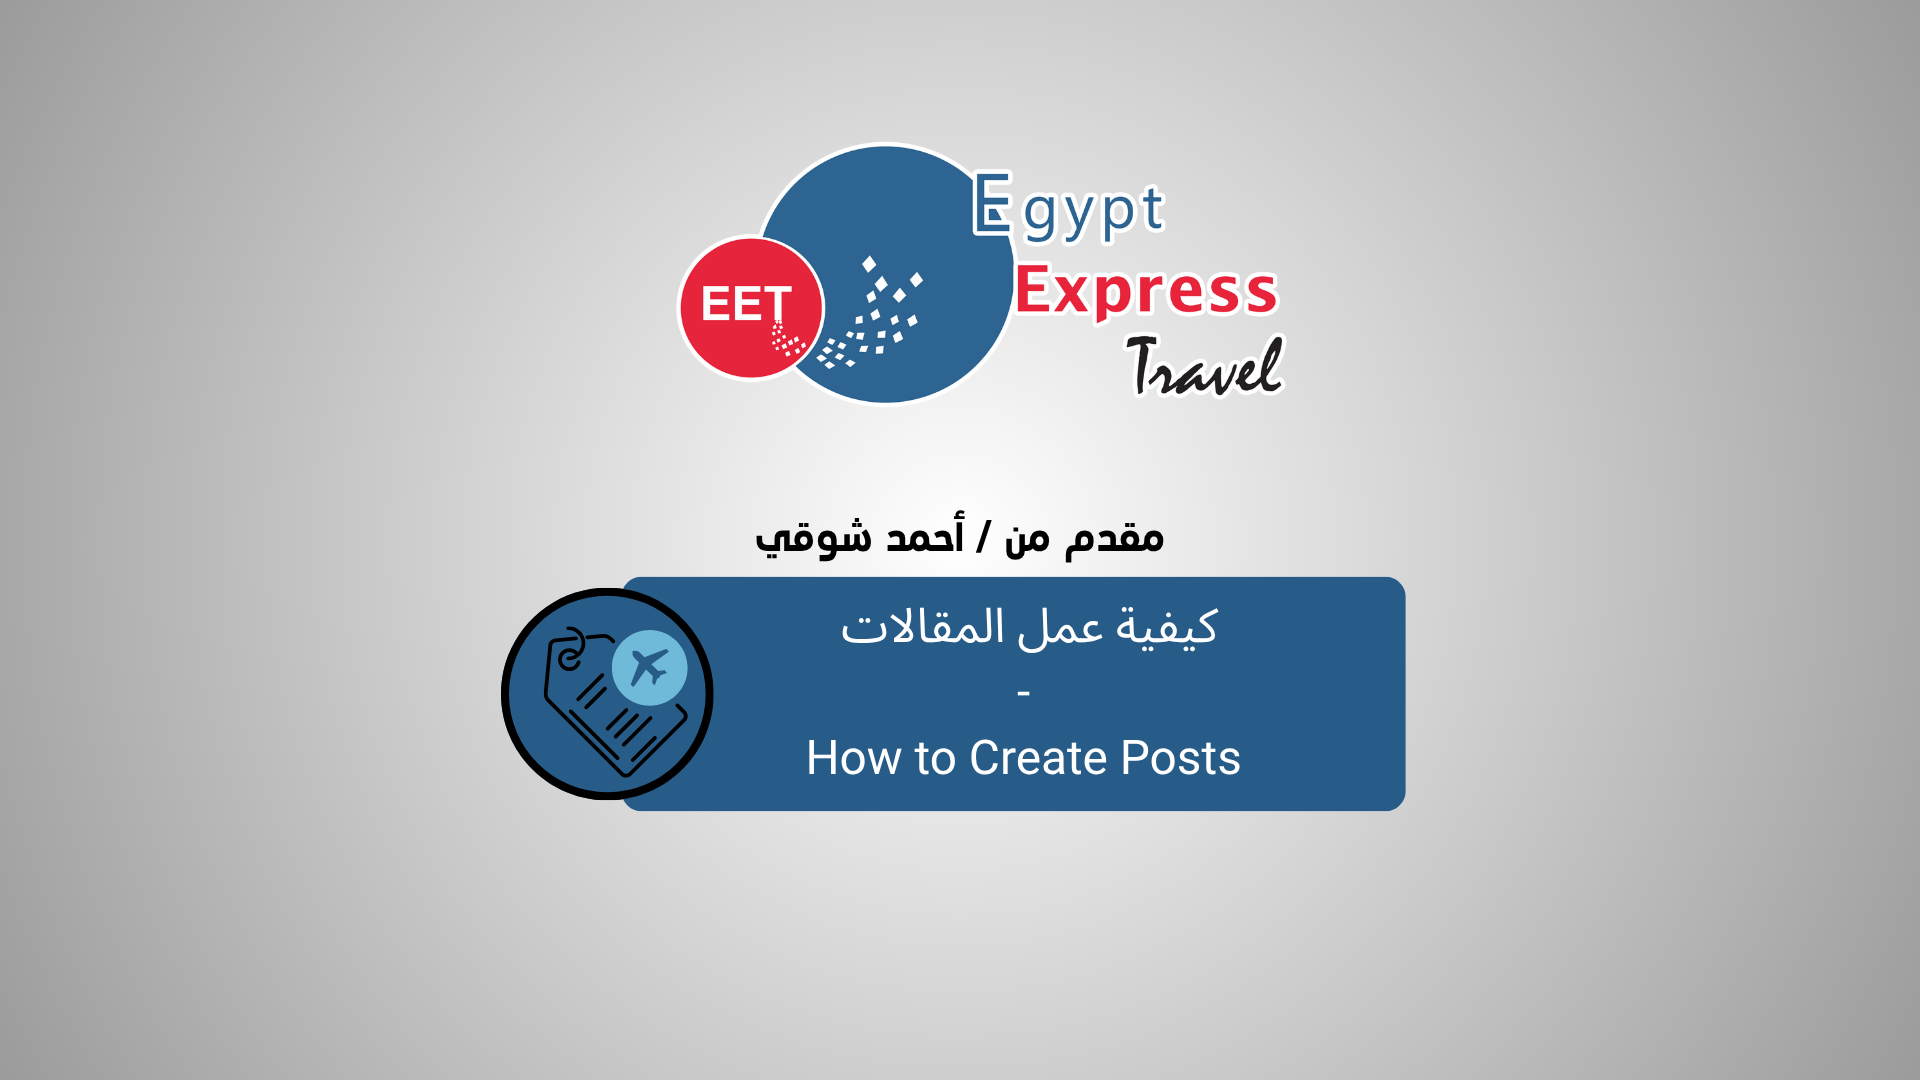 EET
Egypt
Express
Travel
مقدم من / أحمد شوقي
كيفية عمل المقالات
-
How to Create Posts